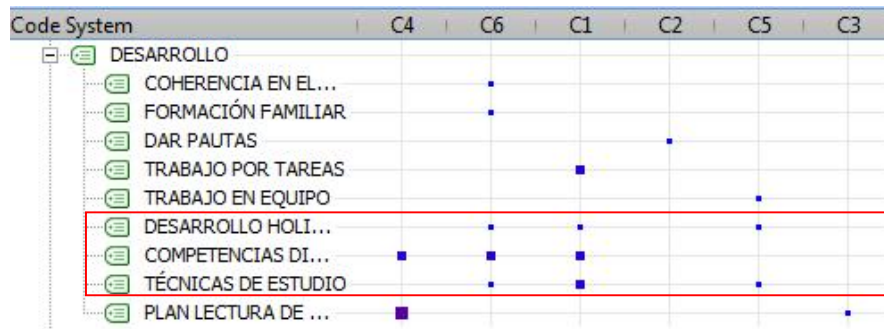 Code System C4 C6 C1 C2 C5 C3
DESARROLLO
COHERENCIA EN EL...
FORMACIÓN FAMILIAR
DAR PAUTAS
TRABAJO POR TAREAS
TRABAJO EN EQUIPO
DESARROLLO HOLI...
COMPETENCIAS DI...
TÉCNICAS DE ESTUDIO
PLAN LECTURA DE ...